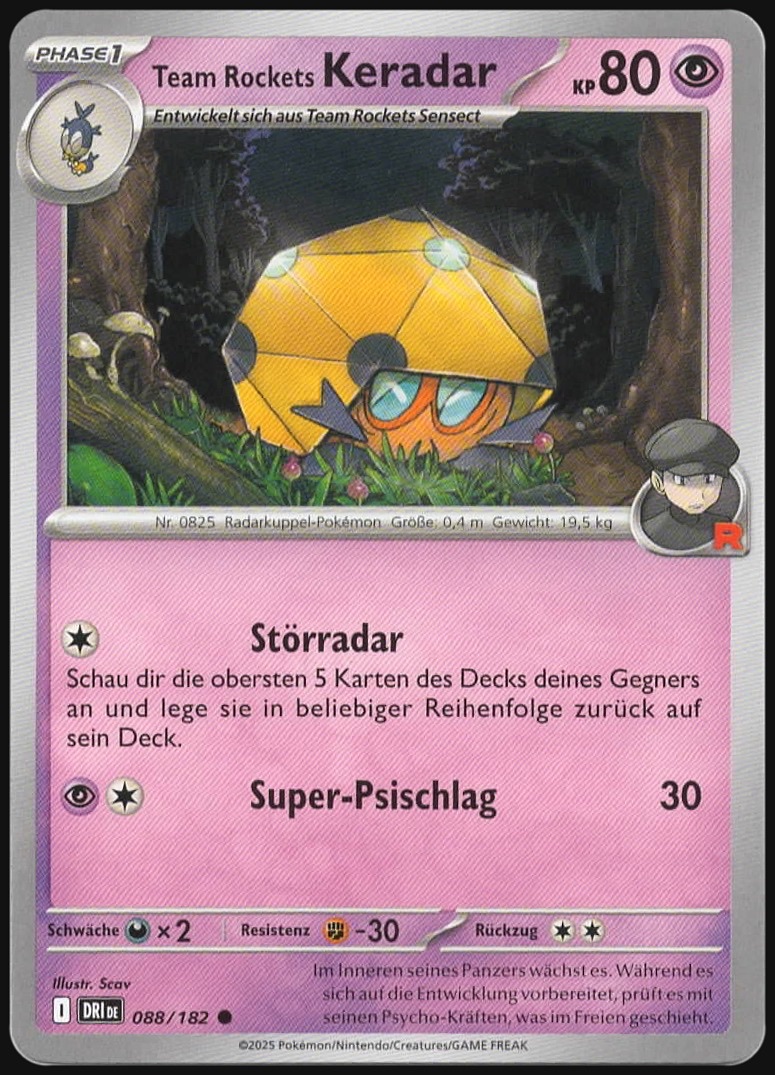 PHASE 1
Team Rockets Keradar
KP 80
Entwickelt sich aus Team Rockets Sensect
Nr. 0825 Radarkuppel-Pokémon Größe: 0,4 m Gewicht: 19,5 kg
R
Störradar
Schau dir die obersten 5 Karten des Decks deines Gegners
an und lege sie in beliebiger Reihenfolge zurück auf
sein Deck.
Super-Psischlag 30
Schwäche ×2 Resistenz -30 Rückzug
Illustr. Scav
I DRI DE 088/182
Im Inneren seines Panzers wächst es. Während es
sich auf die Entwicklung vorbereitet, prüft es mit
seinen Psycho-Kräften, was im Freien geschieht.
©2025 Pokémon/Nintendo/Creatures/GAME FREAK